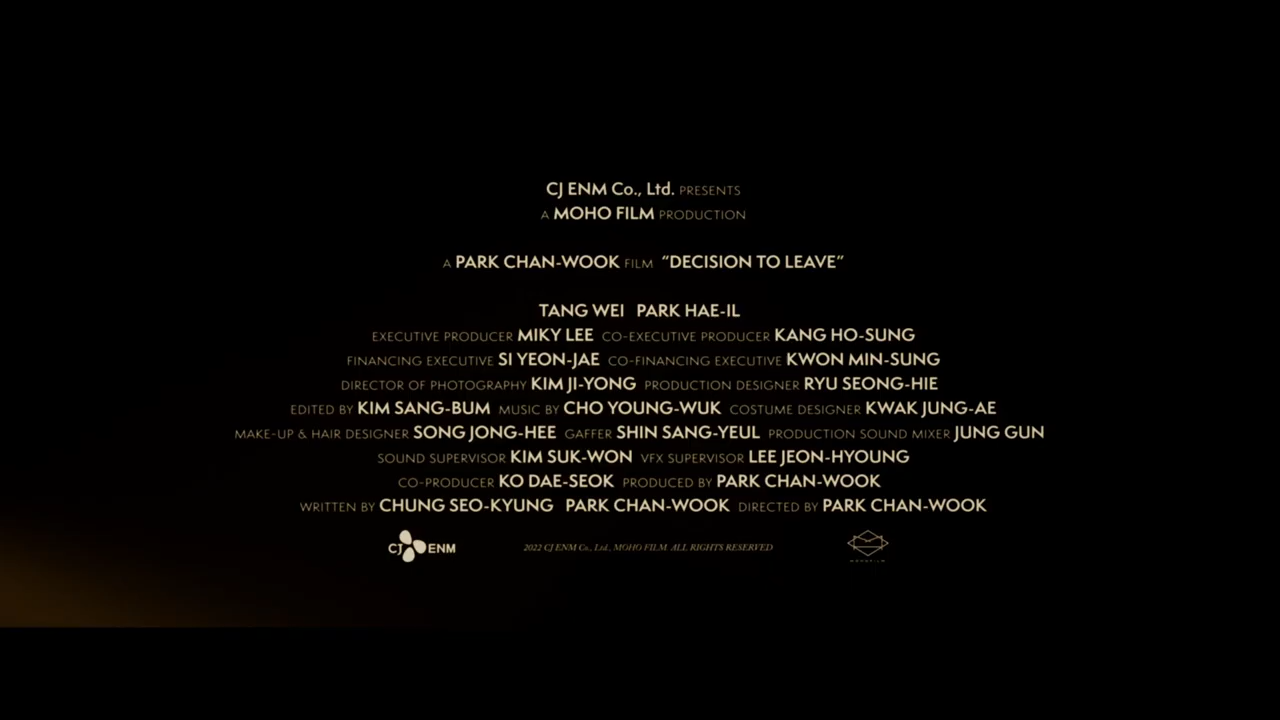 CJ ENM Co., Ltd. PRESENTS
A MOHO FILM PRODUCTION
A PARK CHAN-WOOK FILM “DECISION TO LEAVE”
TANG WEI PARK HAE-IL
EXECUTIVE PRODUCER MIKY LEE CO-EXECUTIVE PRODUCER KANG HO-SUNG
FINANCING EXECUTIVE SI YEON-JAE CO-FINANCING EXECUTIVE KWON MIN-SUNG
DIRECTOR OF PHOTOGRAPHY KIM JI-YONG PRODUCTION DESIGNER RYU SEONG-HIE
EDITED BY KIM SANG-BUM MUSIC BY CHO YOUNG-WUK COSTUME DESIGNER KWAK JUNG-AE
MAKE-UP & HAIR DESIGNER SONG JONG-HEE GAFFER SHIN SANG-YEUL PRODUCTION SOUND MIXER JUNG GUN
SOUND SUPERVISOR KIM SUK-WON VFX SUPERVISOR LEE JEON-HYOUNG
CO-PRODUCER KO DAE-SEOK PRODUCED BY PARK CHAN-WOOK
WRITTEN BY CHUNG SEO-KYUNG PARK CHAN-WOOK DIRECTED BY PARK CHAN-WOOK
CJ ENM 2022 CJ ENM Co., Ltd., MOHO FILM ALL RIGHTS RESERVED
MOHOFILM